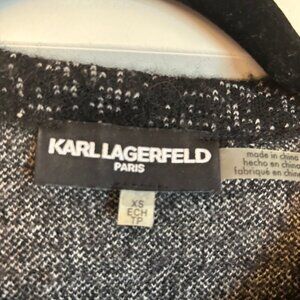 KARL LAGERFELD
PARIS
XS
ECH
TP
made in china
hecho en china
fabriqué en chine